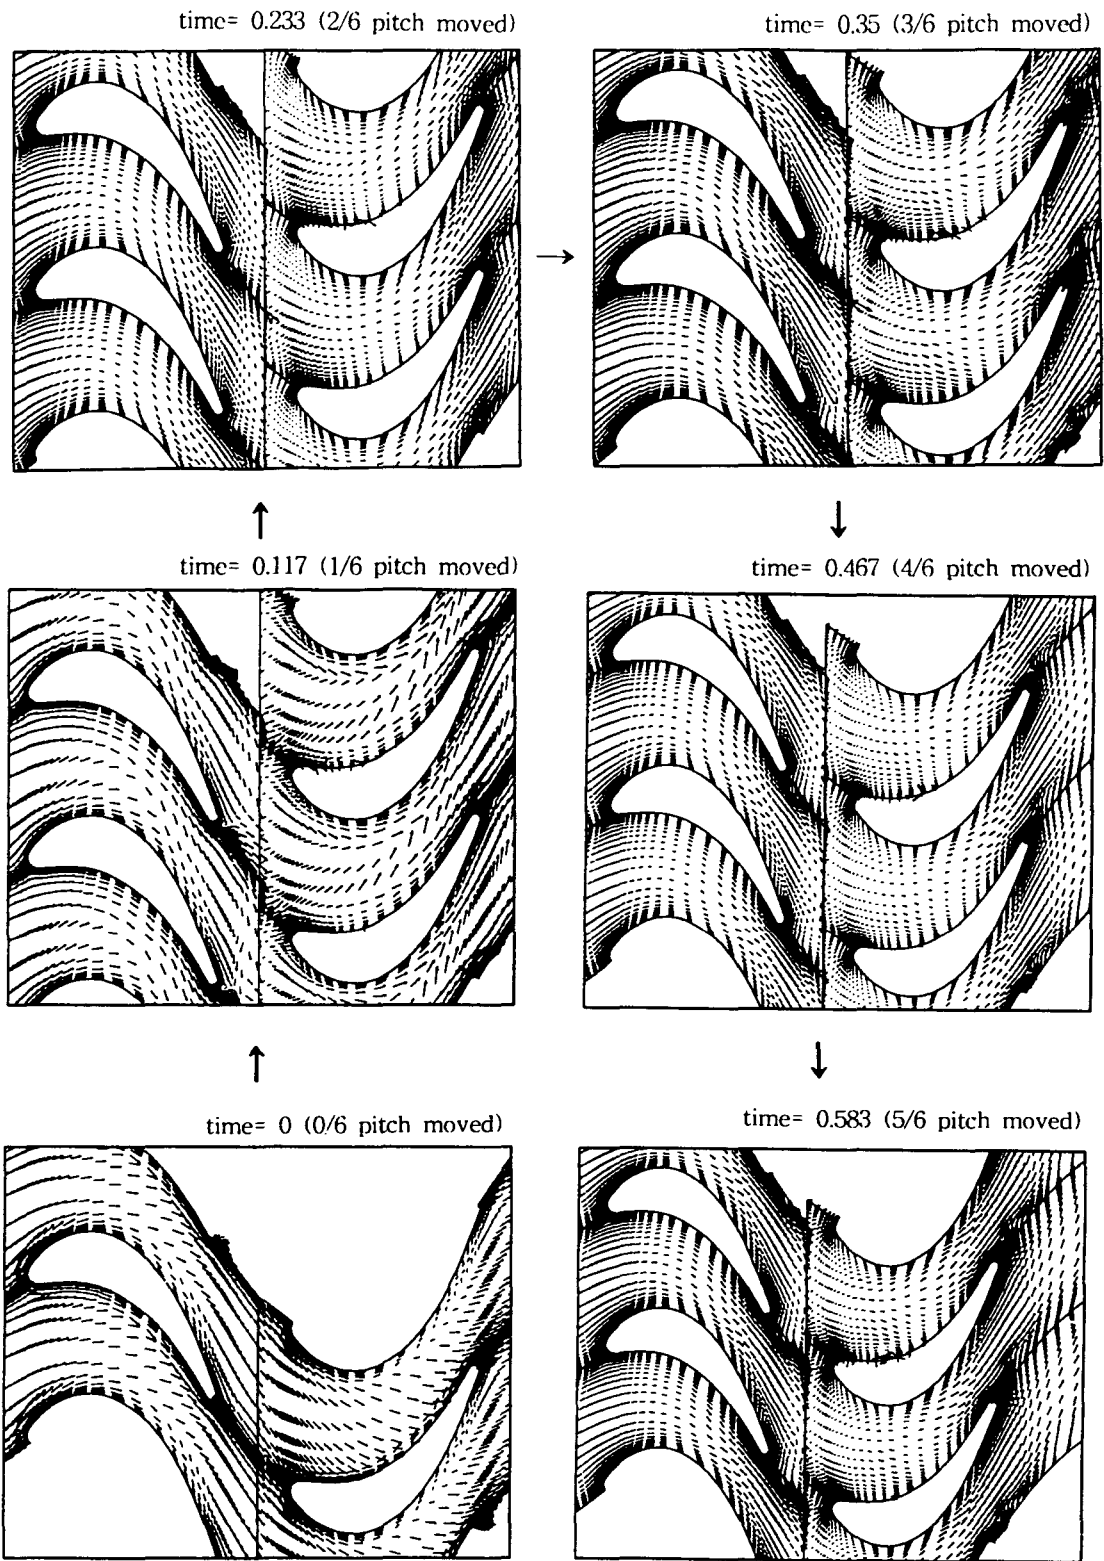 time= 0.233 (2/6 pitch moved)
time= 0.35 (3/6 pitch moved)
time= 0.117 (1/6 pitch moved)
time= 0.467 (4/6 pitch moved)
time= 0 (0/6 pitch moved)
time= 0.583 (5/6 pitch moved)